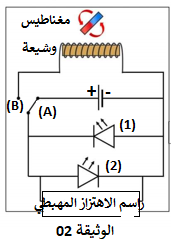 مغناطيس
وشيعة
+ -
(B)
(A)
(1)
(2)
راسم الاهتزاز المهبطي
الوثيقة 02